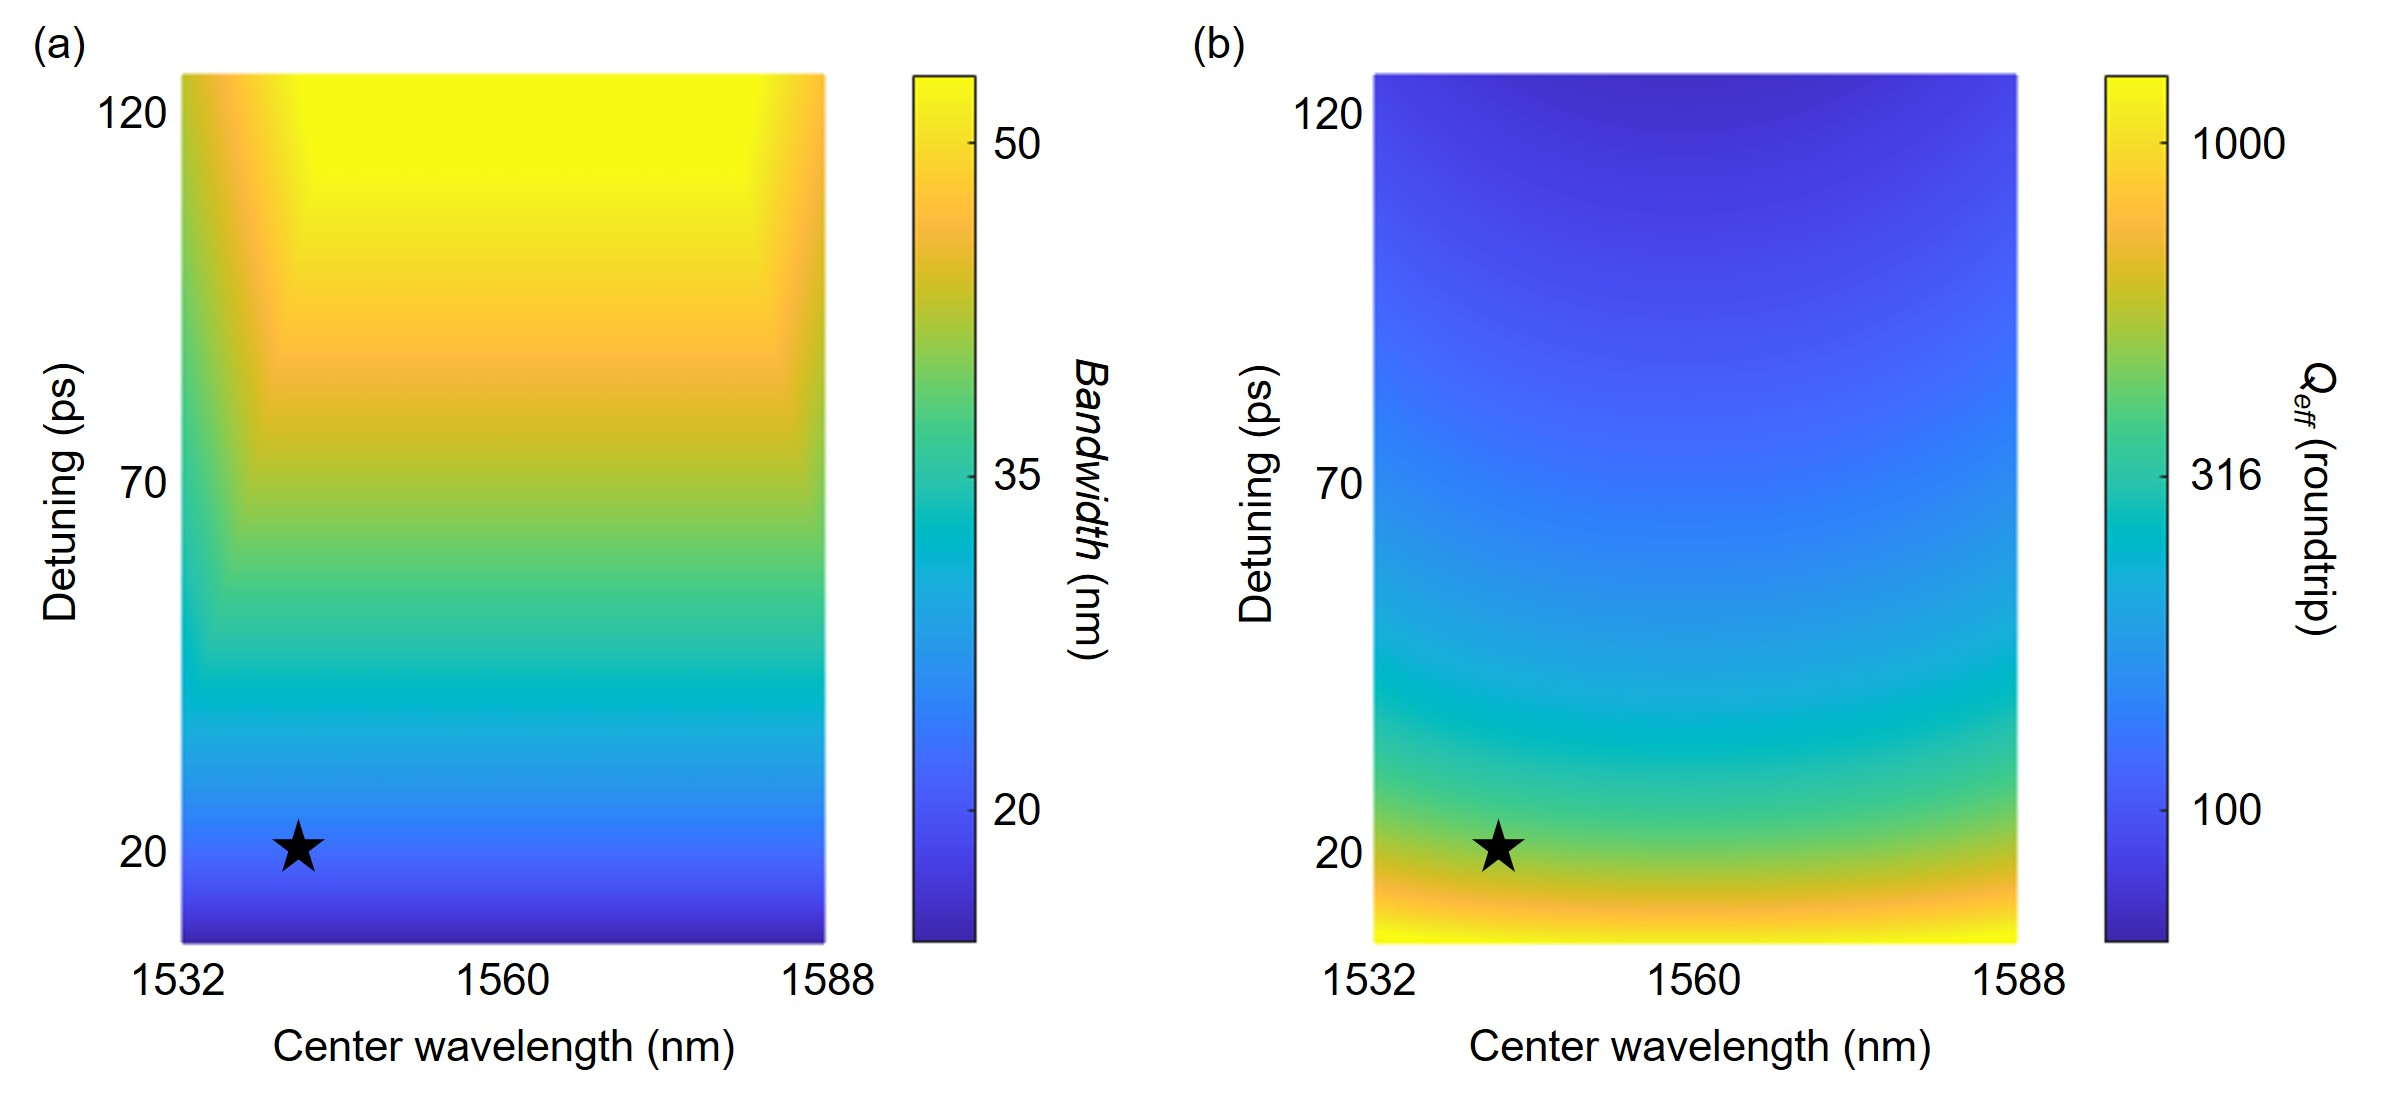 (a)
120
70
20
Detuning (ps)
1532
1560
1588
Center wavelength (nm)
50
35
20
Bandwidth (nm)
(b)
120
70
20
Detuning (ps)
1532
1560
1588
Center wavelength (nm)
1000
316
100
Qeff (roundtrip)